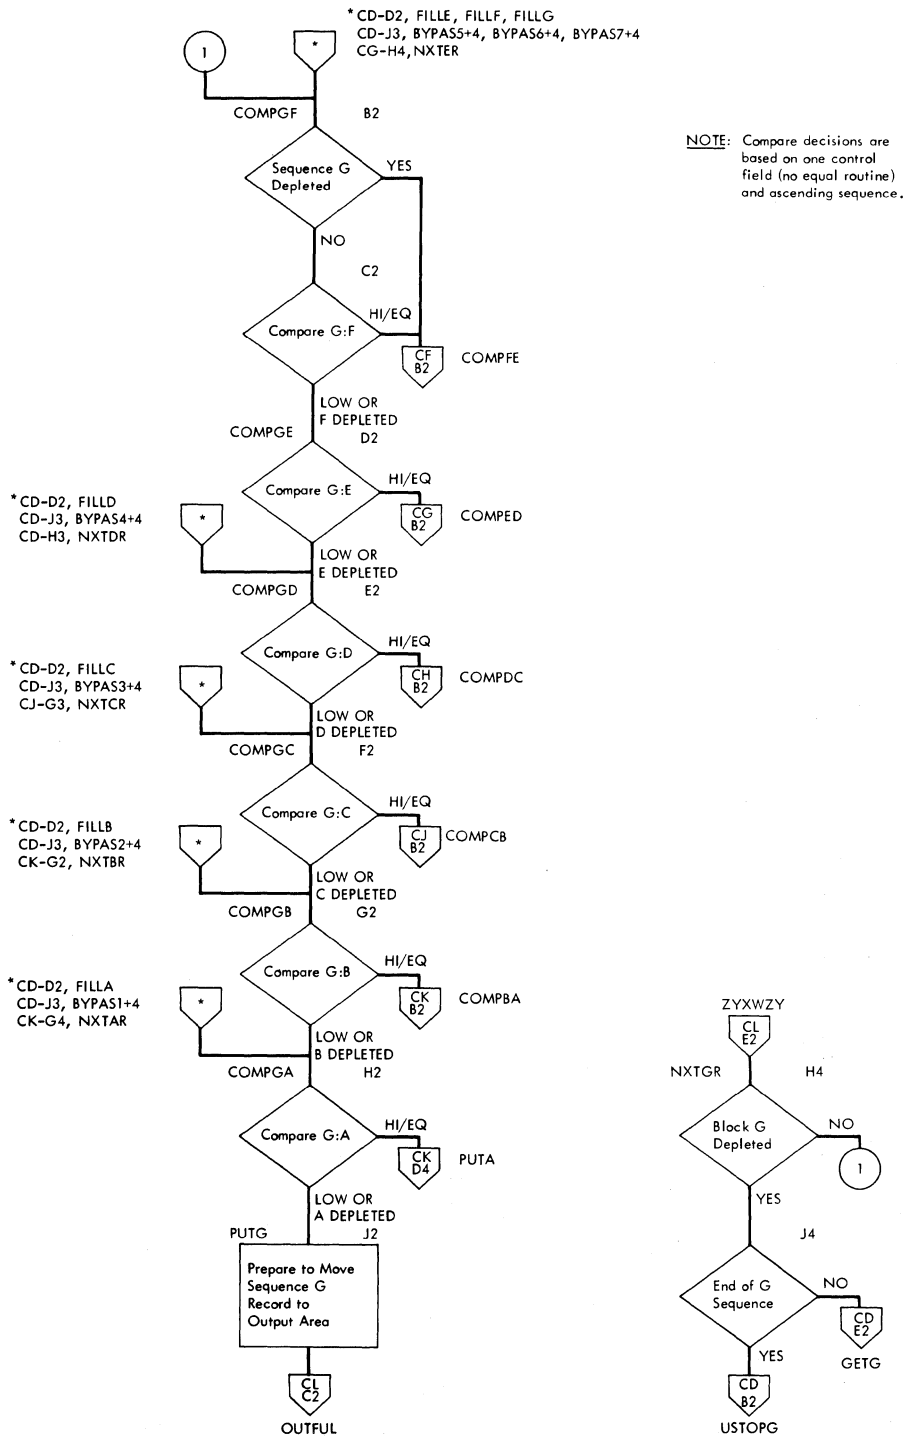 * CD-D2, FILLE, FILLF, FILLG
CD-J3, BYPAS5+4, BYPAS6+4, BYPAS7+4
CG-H4, NXTER
1
*
COMPGF
B2
NOTE: Compare decisions are
based on one control
field (no equal routine)
and ascending sequence.
Sequence G
Depleted
YES
NO
C2
Compare G:F
HI/EQ
CF
B2
COMPFE
LOW OR
F DEPLETED
D2
COMPGE
Compare G:E
HI/EQ
CG
B2
COMPED
* CD-D2, FILLD
CD-J3, BYPAS4+4
CD-H3, NXTDR
*
LOW OR
E DEPLETED
E2
COMPGD
Compare G:D
HI/EQ
CH
B2
COMPDC
* CD-D2, FILLC
CD-J3, BYPAS3+4
CJ-G3, NXTCR
*
LOW OR
D DEPLETED
F2
COMPGC
Compare G:C
HI/EQ
CJ
B2
COMPCB
* CD-D2, FILLB
CD-J3, BYPAS2+4
CK-G2, NXTBR
*
LOW OR
C DEPLETED
G2
COMPGB
Compare G:B
HI/EQ
CK
B2
COMPBA
* CD-D2, FILLA
CD-J3, BYPAS1+4
CK-G4, NXTAR
*
LOW OR
B DEPLETED
H2
COMPGA
Compare G:A
HI/EQ
CK
D4
PUTA
LOW OR
A DEPLETED
J2
PUTG
Prepare to Move
Sequence G
Record to
Output Area
CL
C2
OUTFUL
ZYXWZY
CL
E2
NXTGR
H4
Block G
Depleted
NO
1
YES
J4
End of G
Sequence
NO
CD
E2
GETG
YES
CD
B2
USTOPG